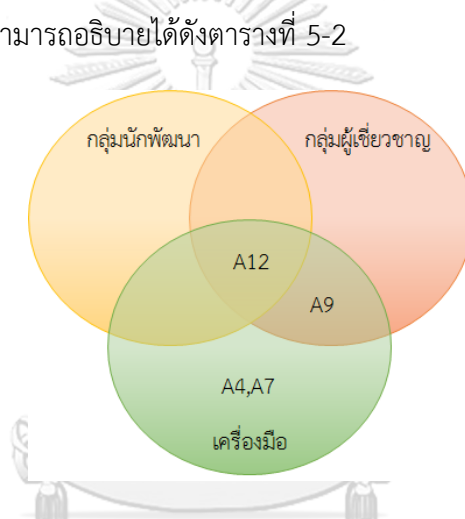 ามารถอธิบายได้ดังตารางที่ 5-2
กลุ่มนักพัฒนา กลุ่มผู้เชี่ยวชาญ
A12
A9
A4,A7
เครื่องมือ